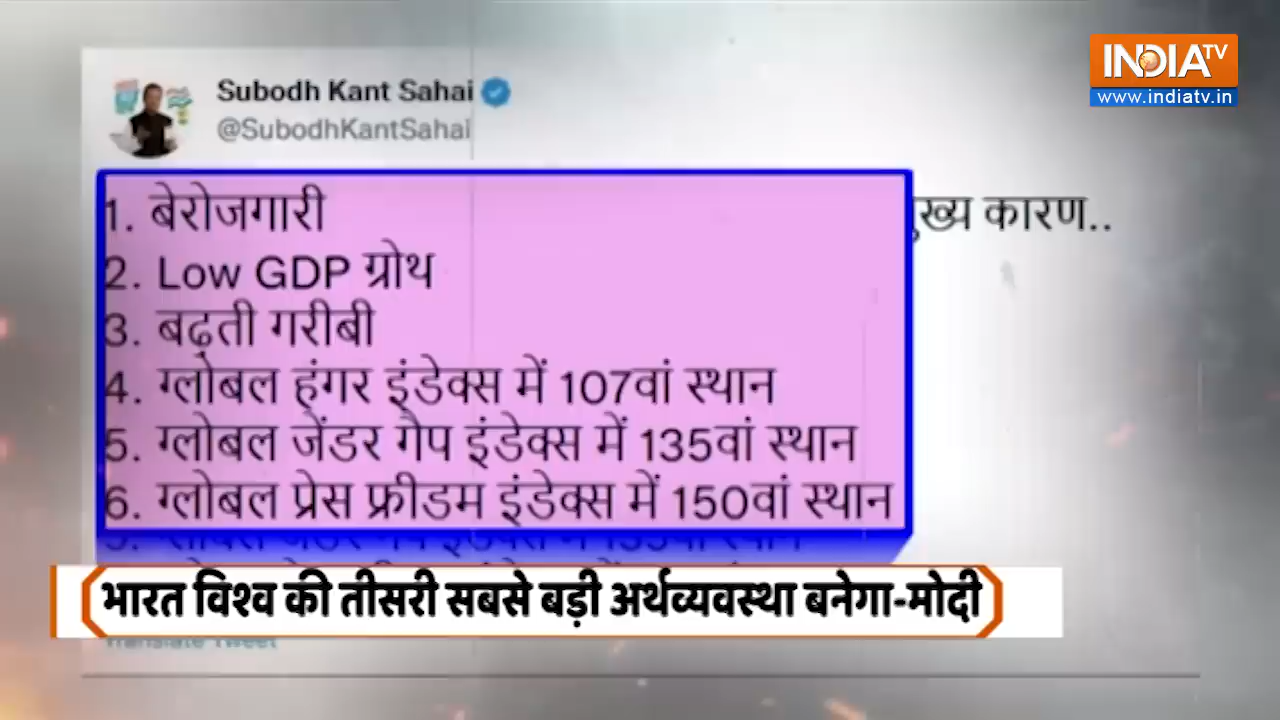 INDIA TV
www.indiatv.in
Subodh Kant Sahai
@SubodhKantSahai
1. बेरोजगारी
कारण..
2. Low GDP ग्रोथ
3. बढ़ती गरीबी
4. ग्लोबल हंगर इंडेक्स में 107वां स्थान
5. ग्लोबल जेंडर गैप इंडेक्स में 135वां स्थान
6. ग्लोबल प्रेस फ्रीडम इंडेक्स में 150वां स्थान
भारत विश्व की तीसरी सबसे बड़ी अर्थव्यवस्था बनेगा-मोदी
Translate Tweet